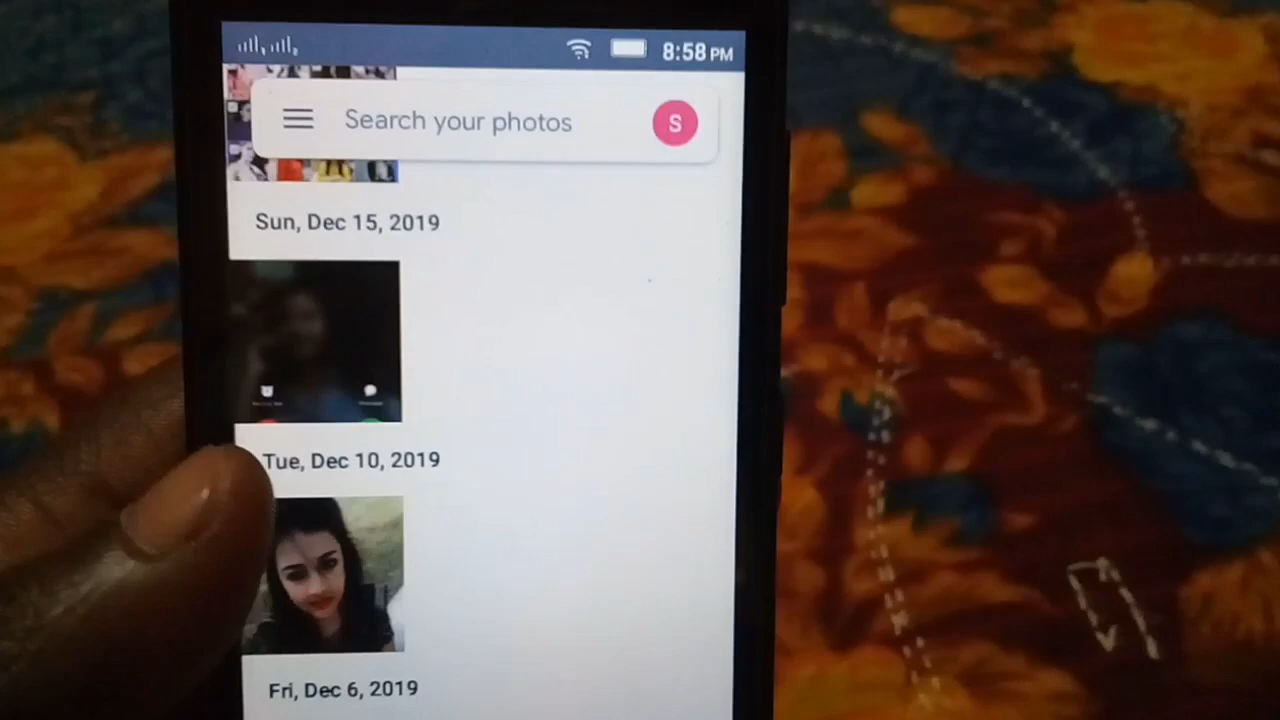 8:58 PM
Search your photos
S
Sun, Dec 15, 2019
Tue, Dec 10, 2019
Fri, Dec 6, 2019